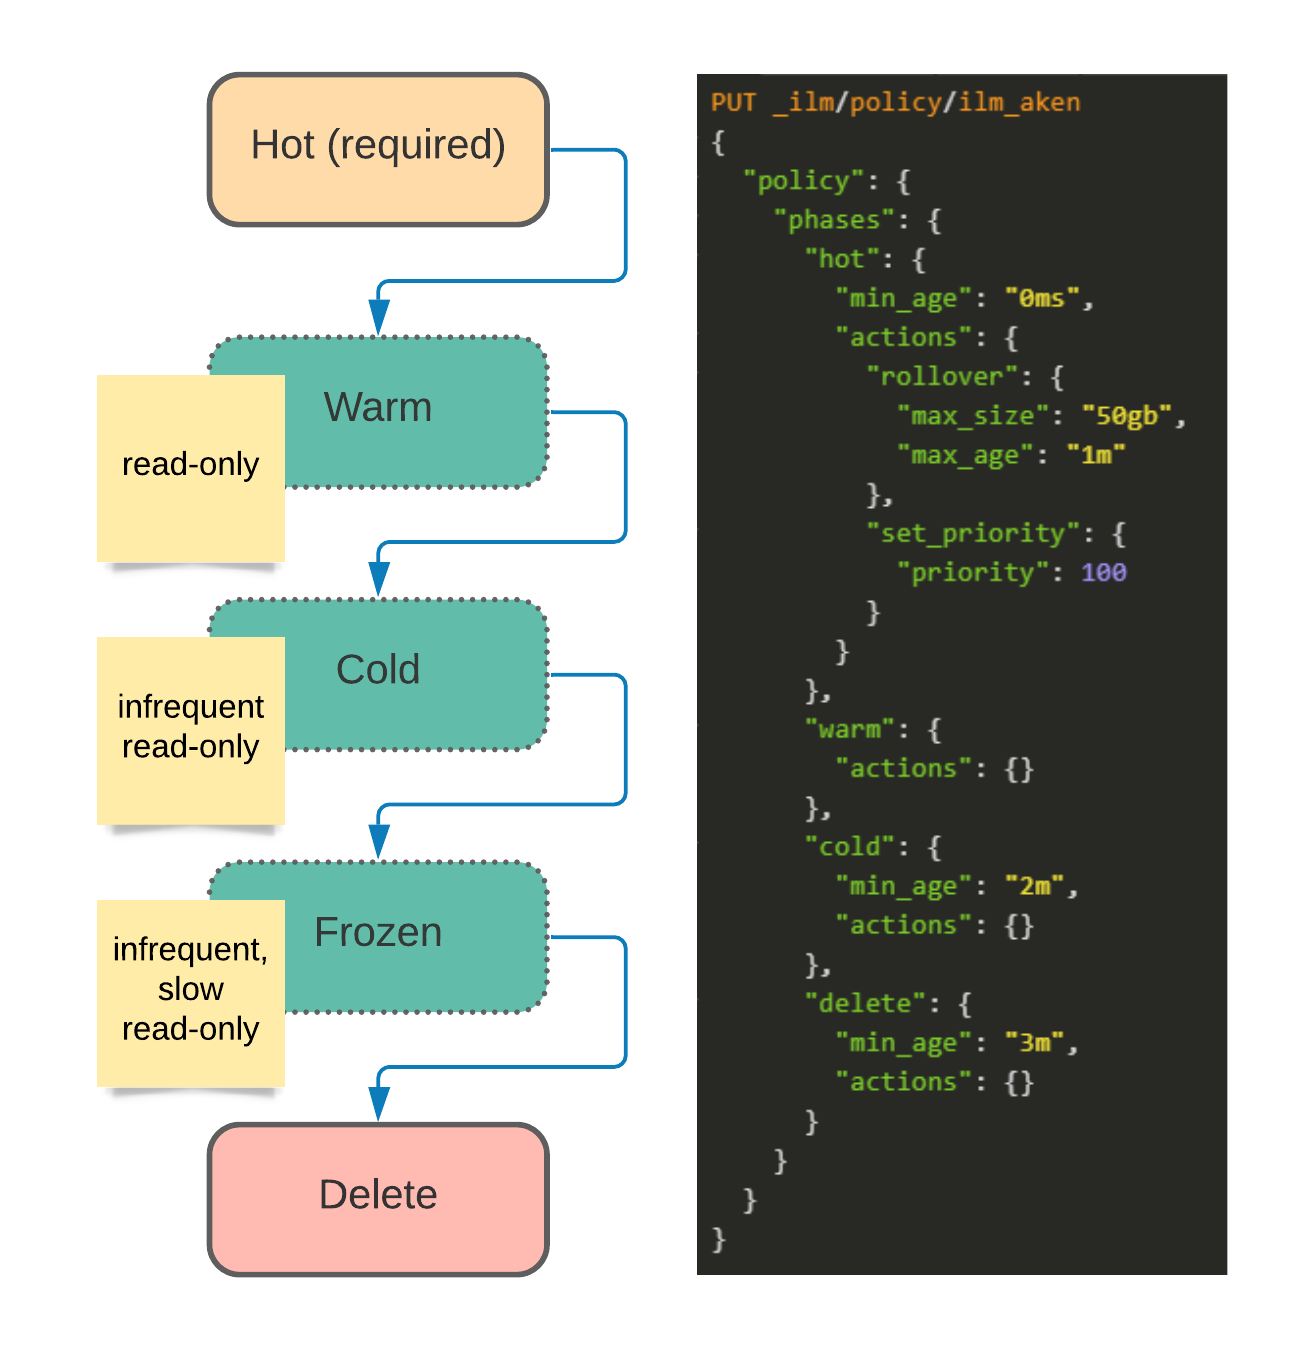 Hot (required)
Warm
read-only
Cold
infrequent
read-only
Frozen
infrequent,
slow
read-only
Delete
PUT _ilm/policy/ilm_aken
{
  "policy": {
    "phases": {
      "hot": {
        "min_age": "0ms",
        "actions": {
          "rollover": {
            "max_size": "50gb",
            "max_age": "1m"
          },
          "set_priority": {
            "priority": 100
          }
        }
      },
      "warm": {
        "actions": {}
      },
      "cold": {
        "min_age": "2m",
        "actions": {}
      },
      "delete": {
        "min_age": "3m",
        "actions": {}
      }
    }
  }
}